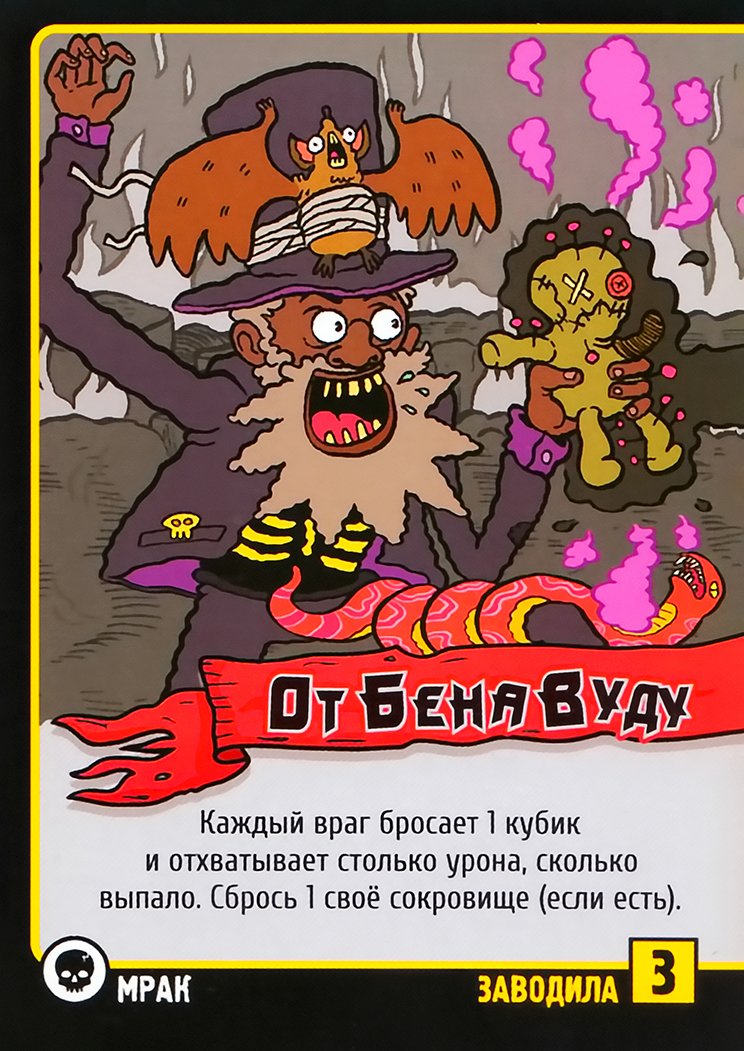 От Бена Вуду
Каждый враг бросает 1 кубик
и отхватывает столько урона, сколько
выпало. Сбрось 1 своё сокровище (если есть).
МРАК
ЗАВОДИЛА 3